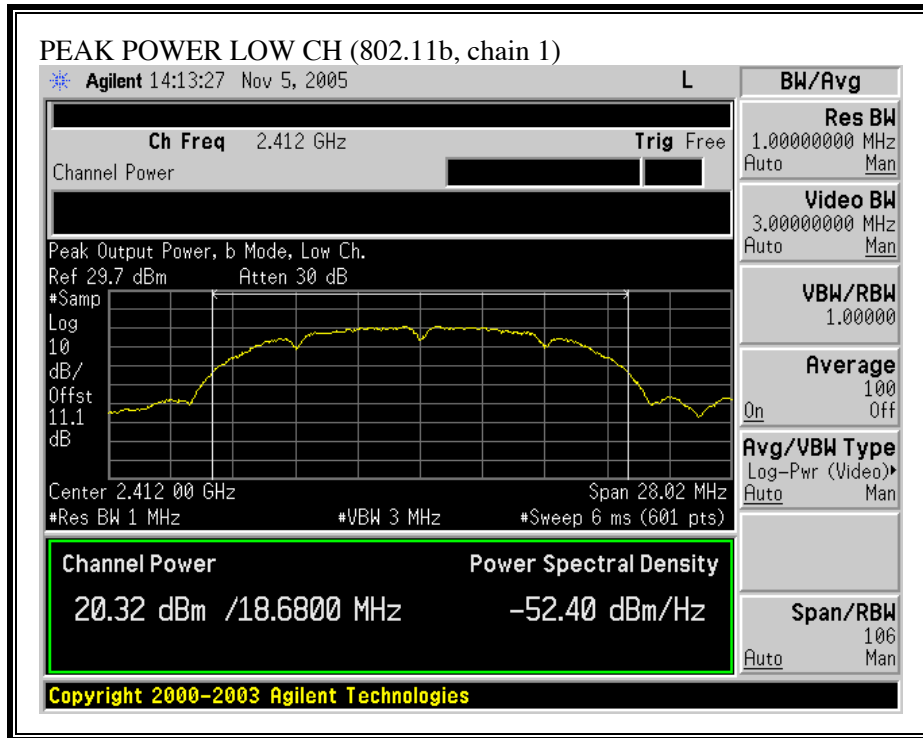 PEAK POWER LOW CH (802.11b, chain 1)
Agilent 14:13:27 Nov 5, 2005 L
Ch Freq 2.412 GHz Trig Free
Channel Power
Peak Output Power, b Mode, Low Ch.
Ref 29.7 dBm Atten 30 dB
#Samp
Log
10
dB/
Offst
11.1
dB
Center 2.412 00 GHz Span 28.02 MHz
#Res BW 1 MHz #VBW 3 MHz #Sweep 6 ms (601 pts)
Channel Power Power Spectral Density
20.32 dBm /18.6800 MHz -52.40 dBm/Hz
Copyright 2000-2003 Agilent Technologies
BW/Avg
Res BW
1.00000000 MHz
Auto Man
Video BW
3.00000000 MHz
Auto Man
VBW/RBW
1.00000
Average
100
On Off
Avg/VBW Type
Log-Pwr (Video)▸
Auto Man
Span/RBW
106
Auto Man